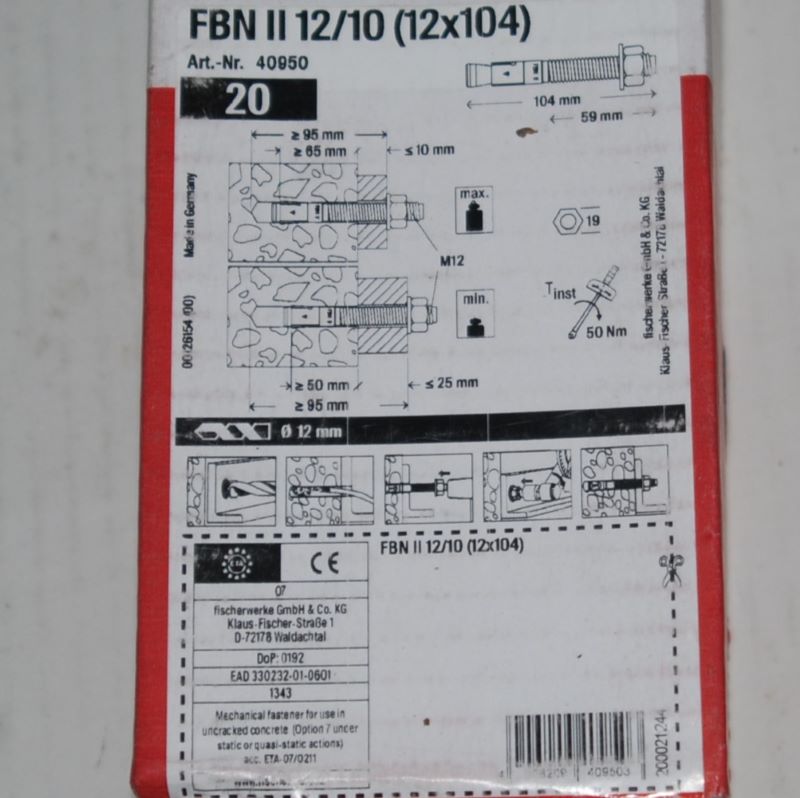 FBN II 12/10 (12x104)
Art.-Nr. 40950
20
104 mm
59 mm
≥ 95 mm
≥ 65 mm
≤ 10 mm
Made in Germany
max.
19
M12
fischerwerke GmbH & Co. KG
Klaus-Fischer-Straße 1 · 72178 Waldachtal
min.
Tinst
50 Nm
≥ 50 mm
≤ 25 mm
≥ 95 mm
Ø 12 mm
FBN II 12/10 (12x104)
ETA
CE
07
fischerwerke GmbH & Co. KG
Klaus-Fischer-Straße 1
D-72178 Waldachtal
DoP: 0192
EAD 330232-01-0601
1343
Mechanical fastener for use in
uncracked concrete (Option 7 under
static or quasi-static actions)
acc. ETA-07/0211
409503
200021244